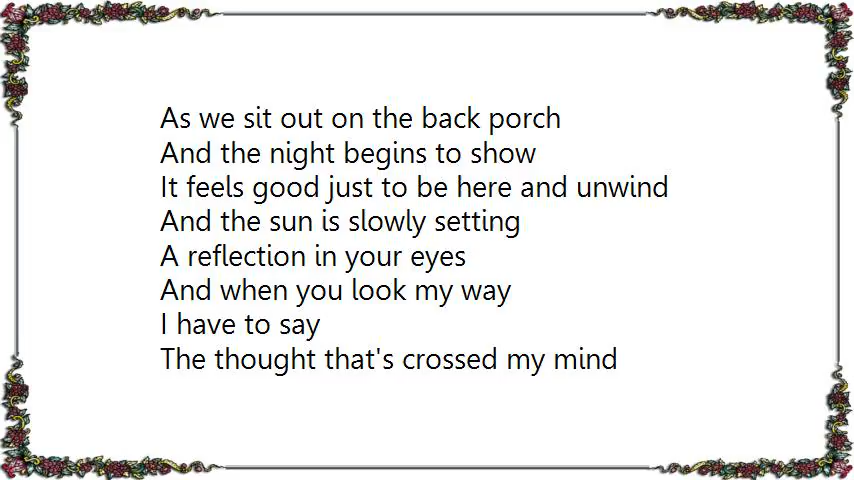 As we sit out on the back porch
And the night begins to show
It feels good just to be here and unwind
And the sun is slowly setting
A reflection in your eyes
And when you look my way
I have to say
The thought that's crossed my mind